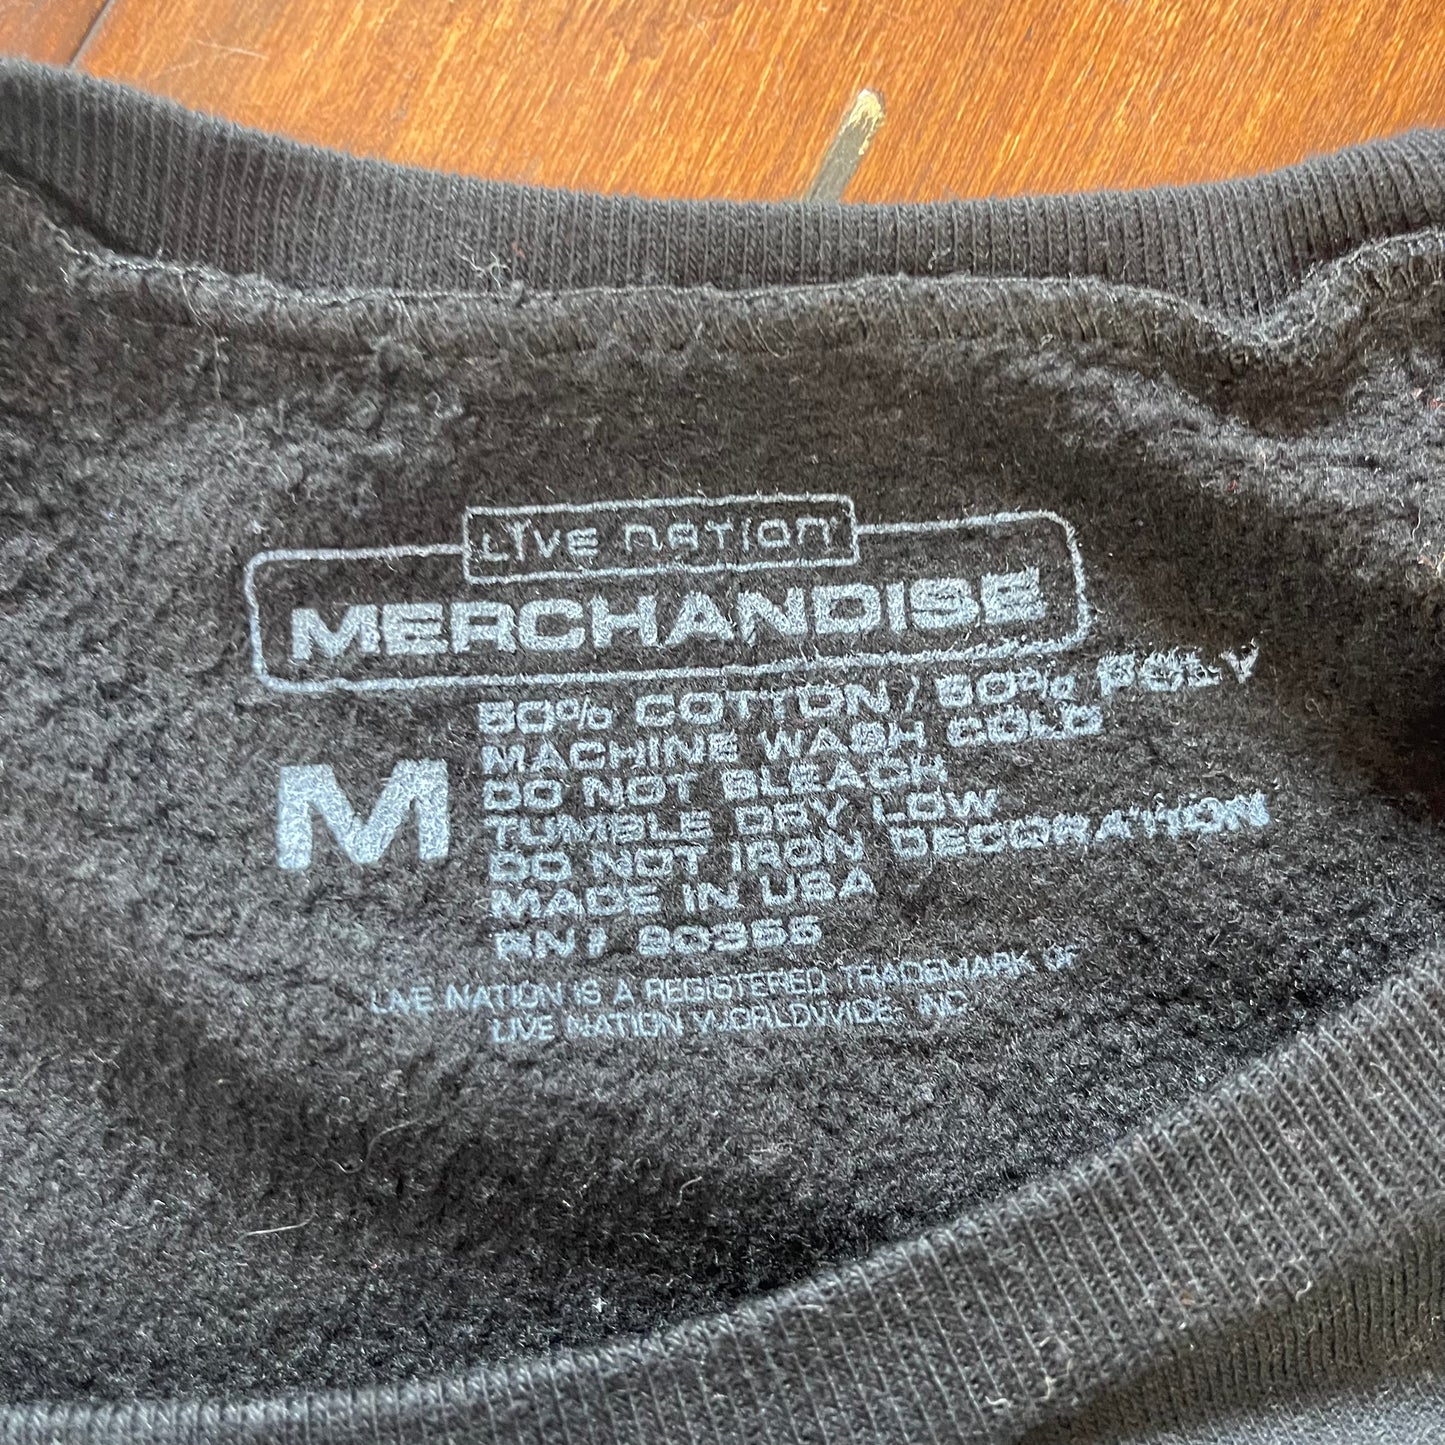 LIVE NATION
MERCHANDISE
M
50% COTTON / 50% POLY
MACHINE WASH COLD
DO NOT BLEACH
TUMBLE DRY LOW
DO NOT IRON DECORATION
MADE IN USA
RN#
LIVE NATION IS A REGISTERED TRADEMARK OF
LIVE NATION WORLDWIDE, INC